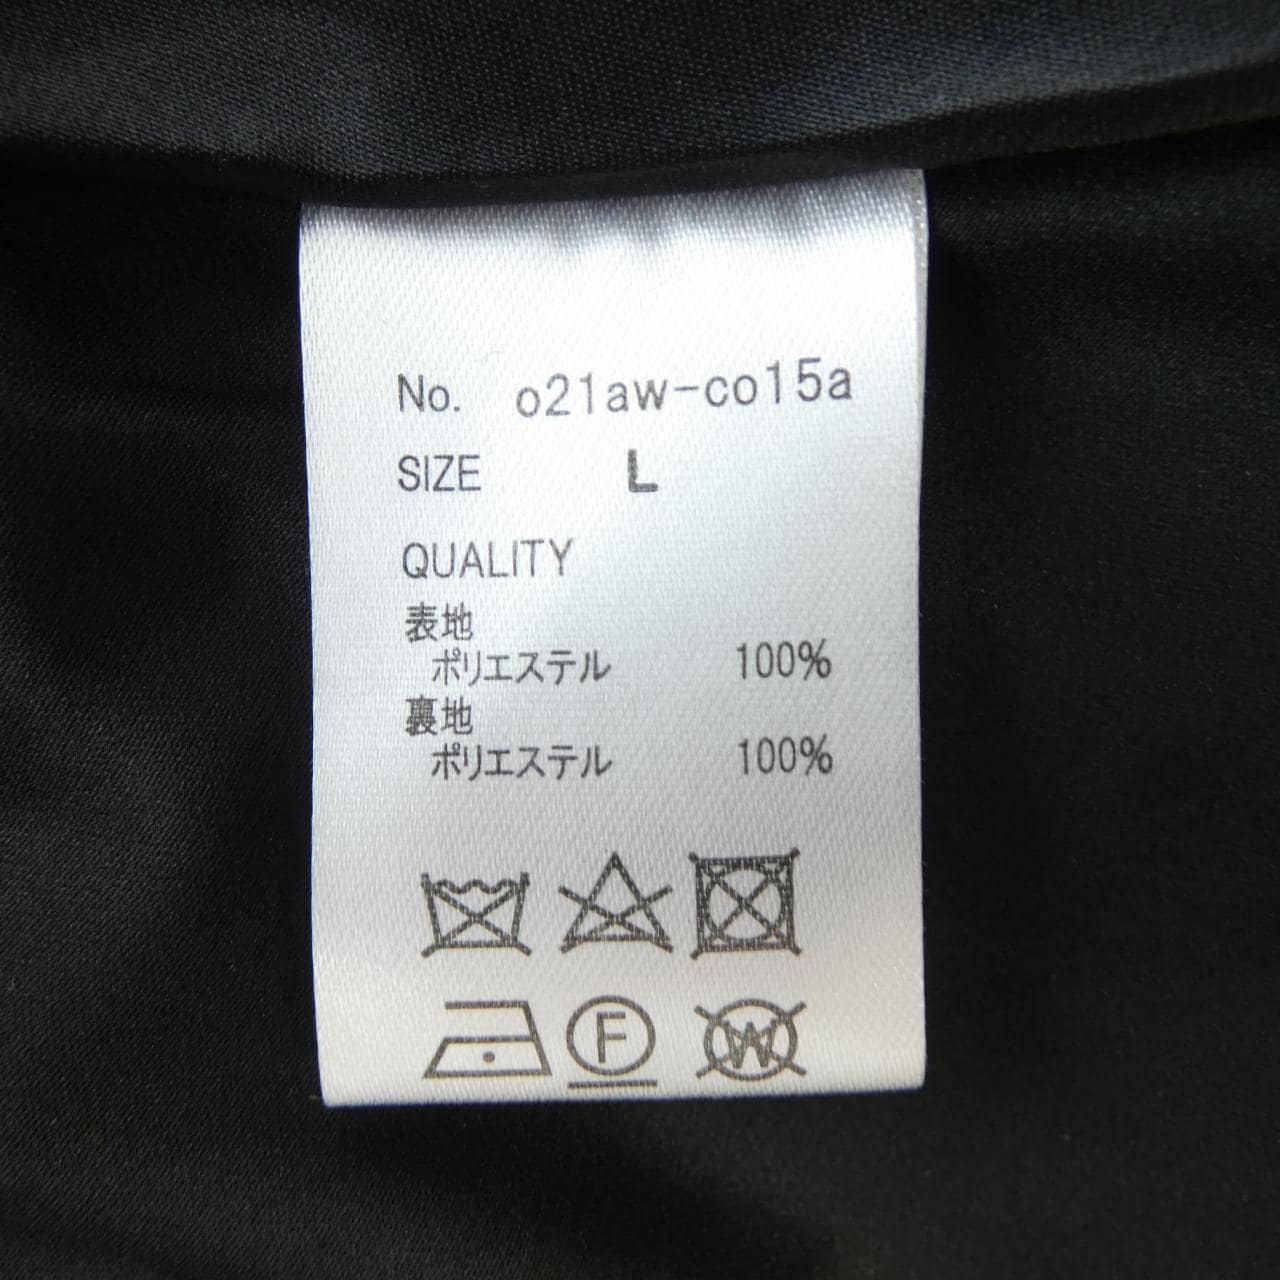 No. o21aw-co15a
SIZE L
QUALITY
表地
ポリエステル 100%
裏地
ポリエステル 100%
F W